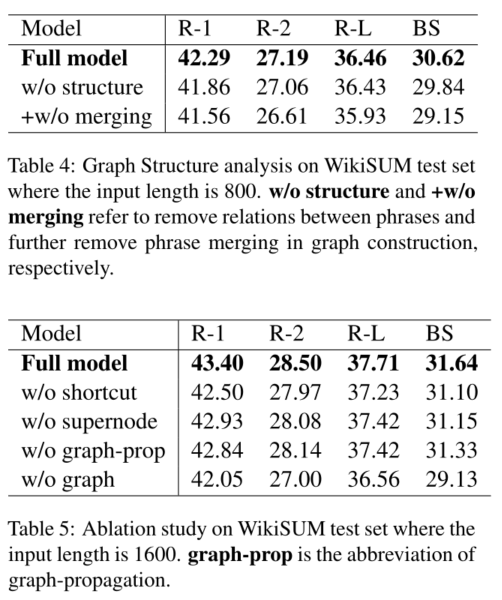 Model R-1 R-2 R-L BS
Full model 42.29 27.19 36.46 30.62
w/o structure 41.86 27.06 36.43 29.84
+w/o merging 41.56 26.61 35.93 29.15
Table 4: Graph Structure analysis on WikiSUM test set
where the input length is 800. w/o structure and +w/o
merging refer to remove relations between phrases and
further remove phrase merging in graph construction,
respectively.
Model R-1 R-2 R-L BS
Full model 43.40 28.50 37.71 31.64
w/o shortcut 42.50 27.97 37.23 31.10
w/o supernode 42.93 28.08 37.42 31.15
w/o graph-prop 42.84 28.14 37.42 31.33
w/o graph 42.05 27.00 36.56 29.13
Table 5: Ablation study on WikiSUM test set where the
input length is 1600. graph-prop is the abbreviation of
graph-propagation.